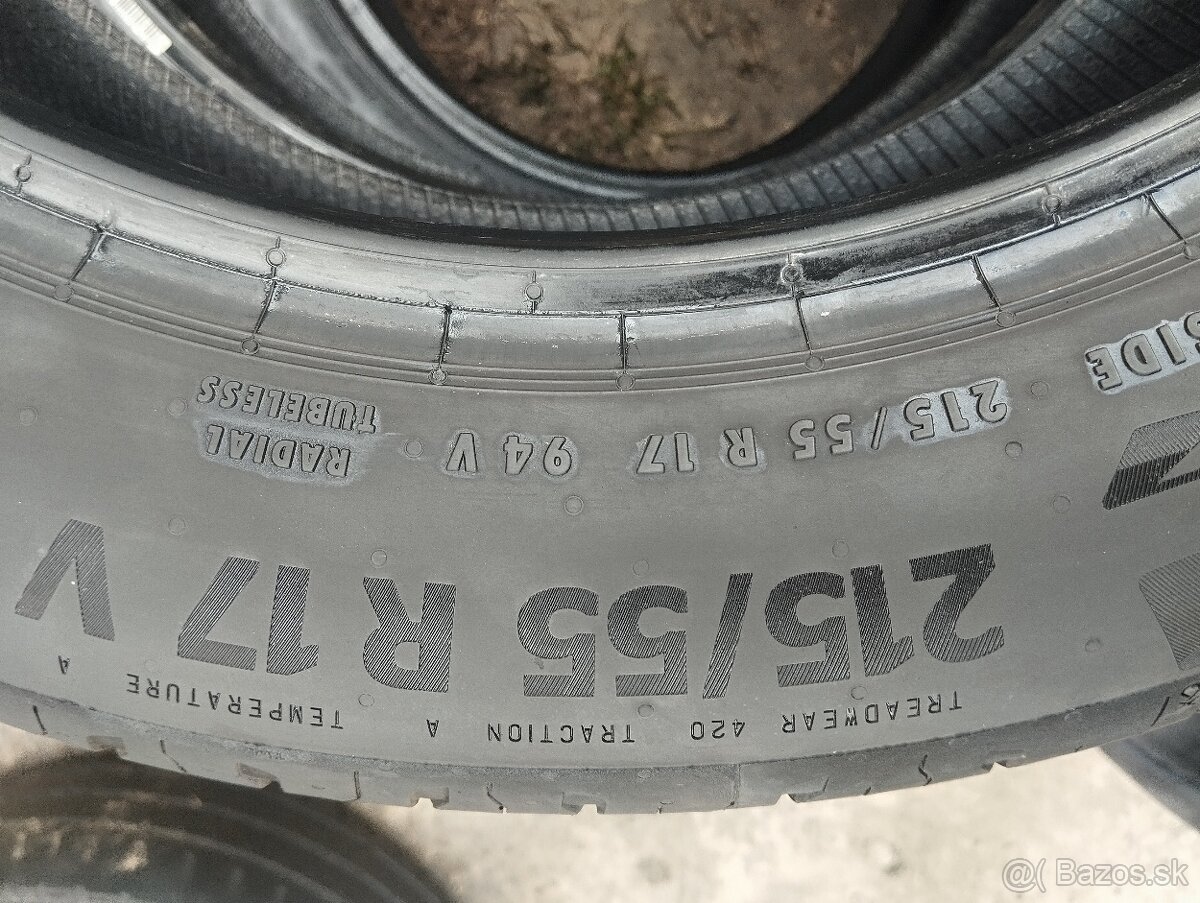 TREADWEAR 420 TRACTION A TEMPERATURE A
215/55 R 17 V
215/55 R 17 94 V
RADIAL
TUBELESS
SIDE
@( Bazos.sk